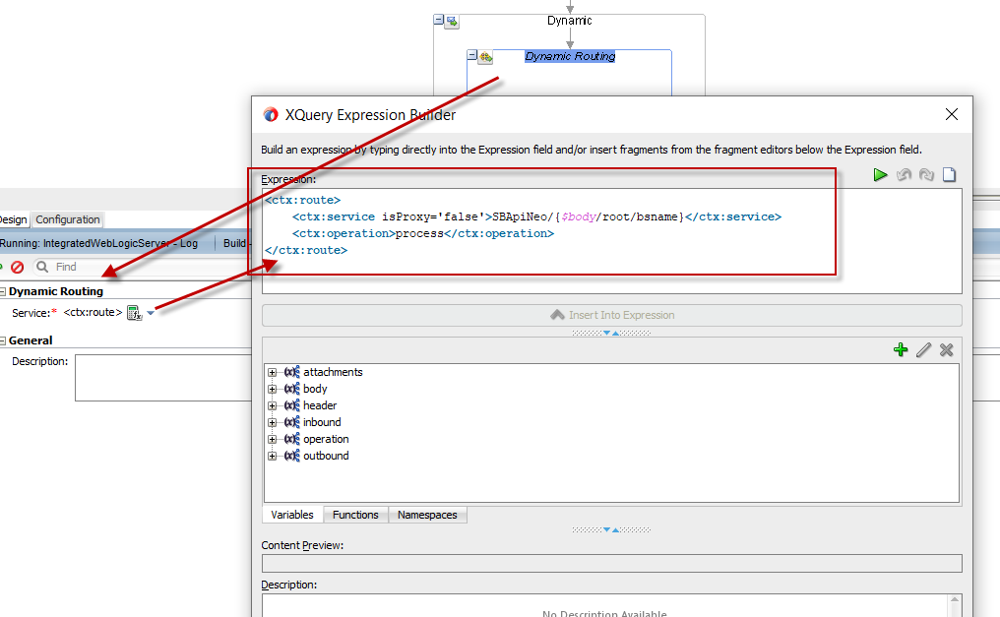 Dynamic
Dynamic Routing
XQuery Expression Builder
Build an expression by typing directly into the Expression field and/or insert fragments from the fragment editors below the Expression field.
Expression:
<ctx:route>
<ctx:service isProxy='false'>SBApiNeo/{$body/root/bsname}</ctx:service>
<ctx:operation>process</ctx:operation>
</ctx:route>
Design Configuration
Running: IntegratedWebLogicServer - Log Build
Find
Dynamic Routing
Service:* <ctx:route>
General
Description:
Insert Into Expression
attachments
body
header
inbound
operation
outbound
Variables Functions Namespaces
Content Preview:
Description:
No Description Available